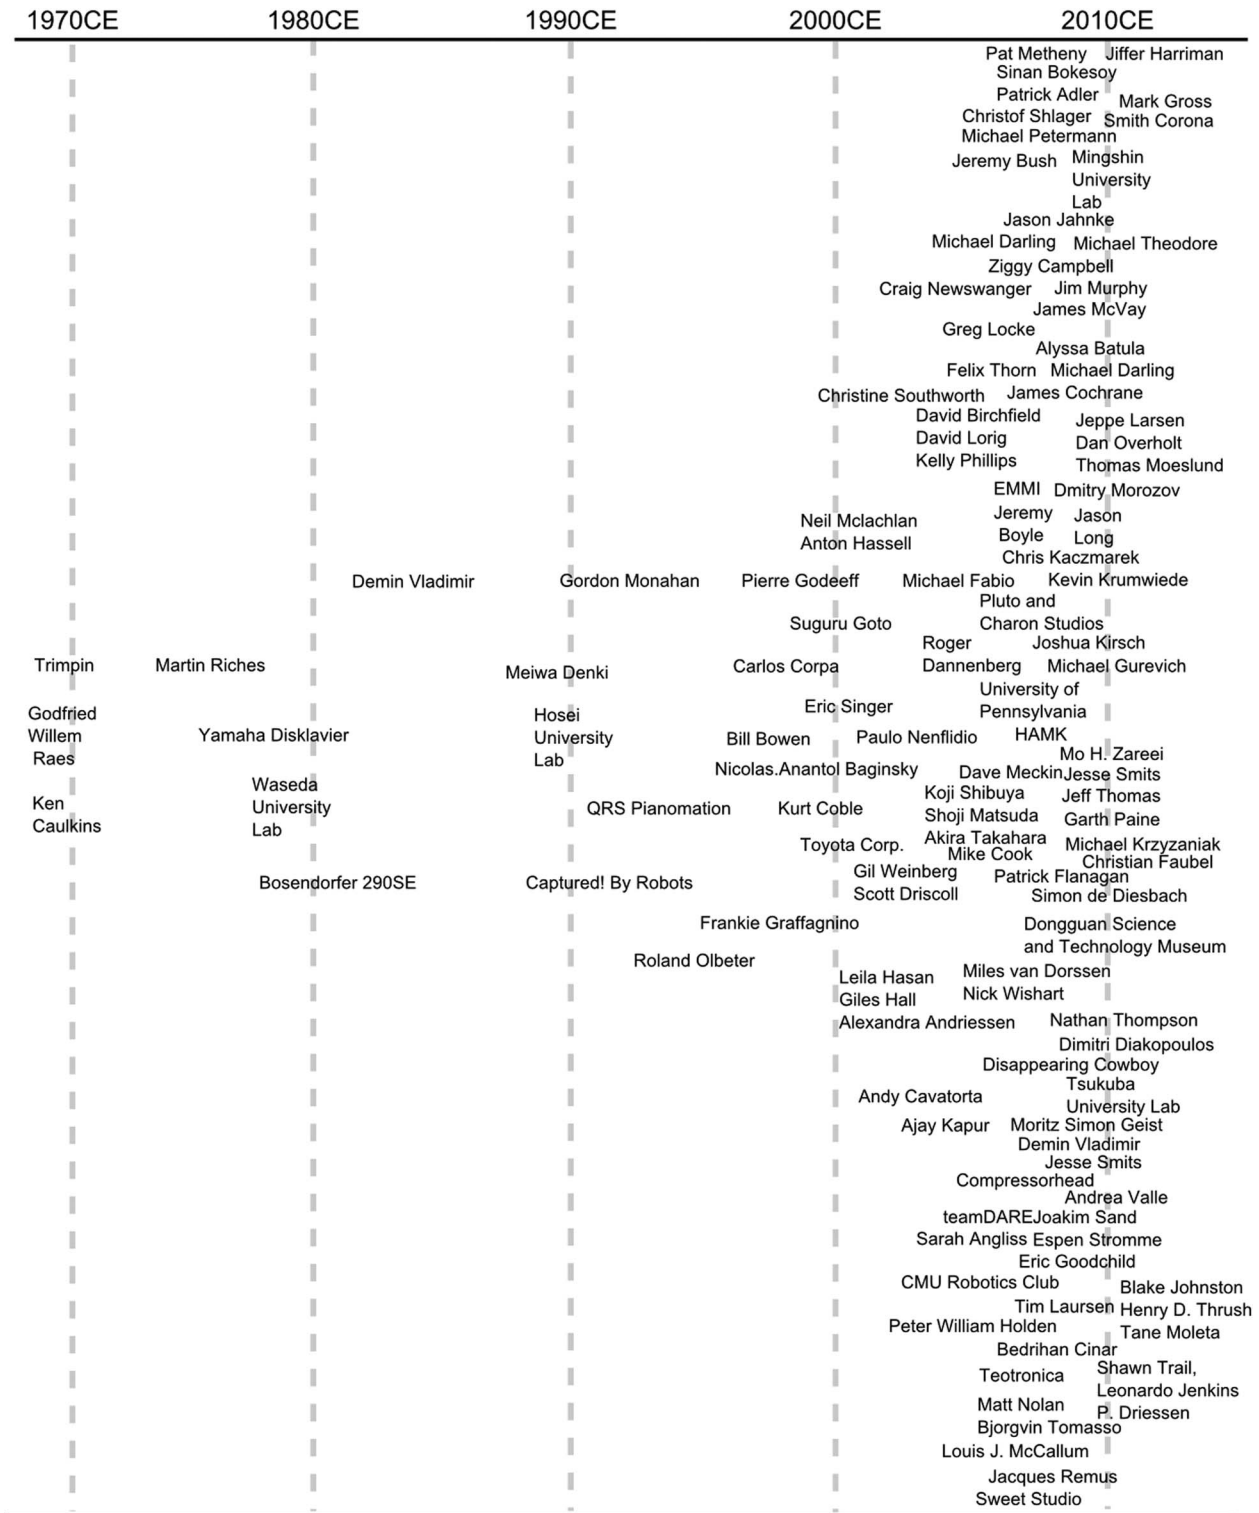 1970CE 1980CE 1990CE 2000CE 2010CE
Pat Metheny Jiffer Harriman
Sinan Bokesoy
Patrick Adler
Mark Gross
Christof Shlager
Smith Corona
Michael Petermann
Jeremy Bush
Mingshin
University
Lab
Jason Jahnke
Michael Darling Michael Theodore
Ziggy Campbell
Craig Newswanger Jim Murphy
James McVay
Greg Locke
Alyssa Batula
Felix Thorn Michael Darling
Christine Southworth James Cochrane
David Birchfield
David Lorig
Kelly Phillips
Jeppe Larsen
Dan Overholt
Thomas Moeslund
EMMI Dmitry Morozov
Neil Mclachlan
Anton Hassell
Jeremy
Boyle
Jason
Long
Chris Kaczmarek
Demin Vladimir Gordon Monahan Pierre Godeeff Michael Fabio Kevin Krumwiede
Pluto and
Charon Studios
Suguru Goto
Roger
Dannenberg
Joshua Kirsch
Trimpin Martin Riches Meiwa Denki Carlos Corpa Michael Gurevich
University of
Pennsylvania
Eric Singer
Godfried
Willem
Raes
Yamaha Disklavier
Hosei
University
Lab
Bill Bowen Paulo Nenflidio HAMK
Mo H. Zareei
Nicolas.Anantol Baginsky Dave Meckin Jesse Smits
Waseda
University
Lab
Ken
Caulkins
QRS Pianomation Kurt Coble
Koji Shibuya
Shoji Matsuda
Akira Takahara
Jeff Thomas
Garth Paine
Toyota Corp. Michael Krzyzaniak
Mike Cook
Christian Faubel
Gil Weinberg
Scott Driscoll
Patrick Flanagan
Bosendorfer 290SE Captured! By Robots
Simon de Diesbach
Frankie Graffagnino
Dongguan Science
and Technology Museum
Roland Olbeter
Leila Hasan
Giles Hall
Alexandra Andriessen
Miles van Dorssen
Nick Wishart
Nathan Thompson
Dimitri Diakopoulos
Disappearing Cowboy
Tsukuba
University Lab
Andy Cavatorta
Ajay Kapur Moritz Simon Geist
Demin Vladimir
Jesse Smits
Compressorhead
Andrea Valle
teamDARE Joakim Sand
Sarah Angliss Espen Stromme
Eric Goodchild
CMU Robotics Club
Blake Johnston
Henry D. Thrush
Tane Moleta
Tim Laursen
Peter William Holden
Bedrihan Cinar
Teotronica
Shawn Trail,
Leonardo Jenkins
P. Driessen
Matt Nolan
Bjorgvin Tomasso
Louis J. McCallum
Jacques Remus
Sweet Studio